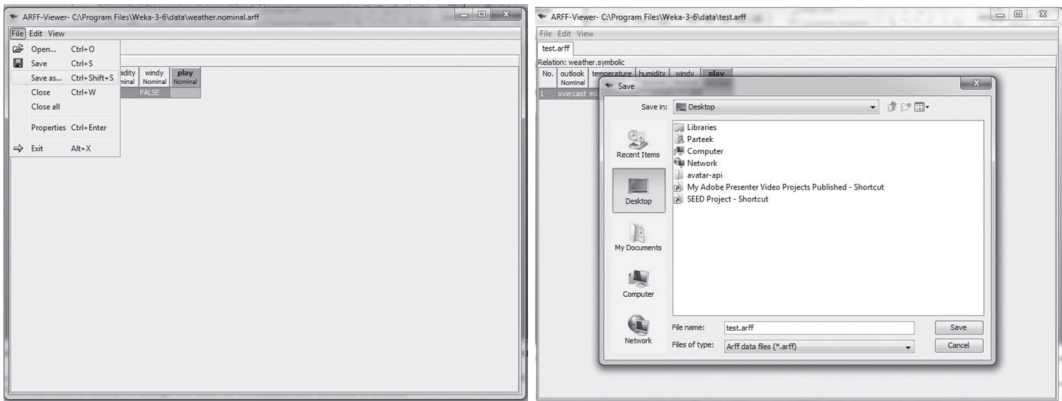 ARFF-Viewer- C:\Program Files\Weka-3-6\data\weather.nominal.arff
File Edit View
Open... Ctrl+O
Save Ctrl+S
Save as... Ctrl+Shift+S
Close Ctrl+W
Close all
Properties Ctrl+Enter
Exit Alt+X
windy play
Nominal Nominal
FALSE
ARFF-Viewer- C:\Program Files\Weka-3-6\data\test.arff
File Edit View
test.arff
Relation: weather.symbolic
No. outlook temperature humidity windy play
Nominal
1 overcast
Save
Save in: Desktop
Recent Items
Desktop
My Documents
Computer
Network
Libraries
Parteek
Computer
Network
avatar-api
My Adobe Presenter Video Projects Published - Shortcut
SEED Project - Shortcut
File name: test.arff Save
Files of type: Arff data files (*.arff) Cancel